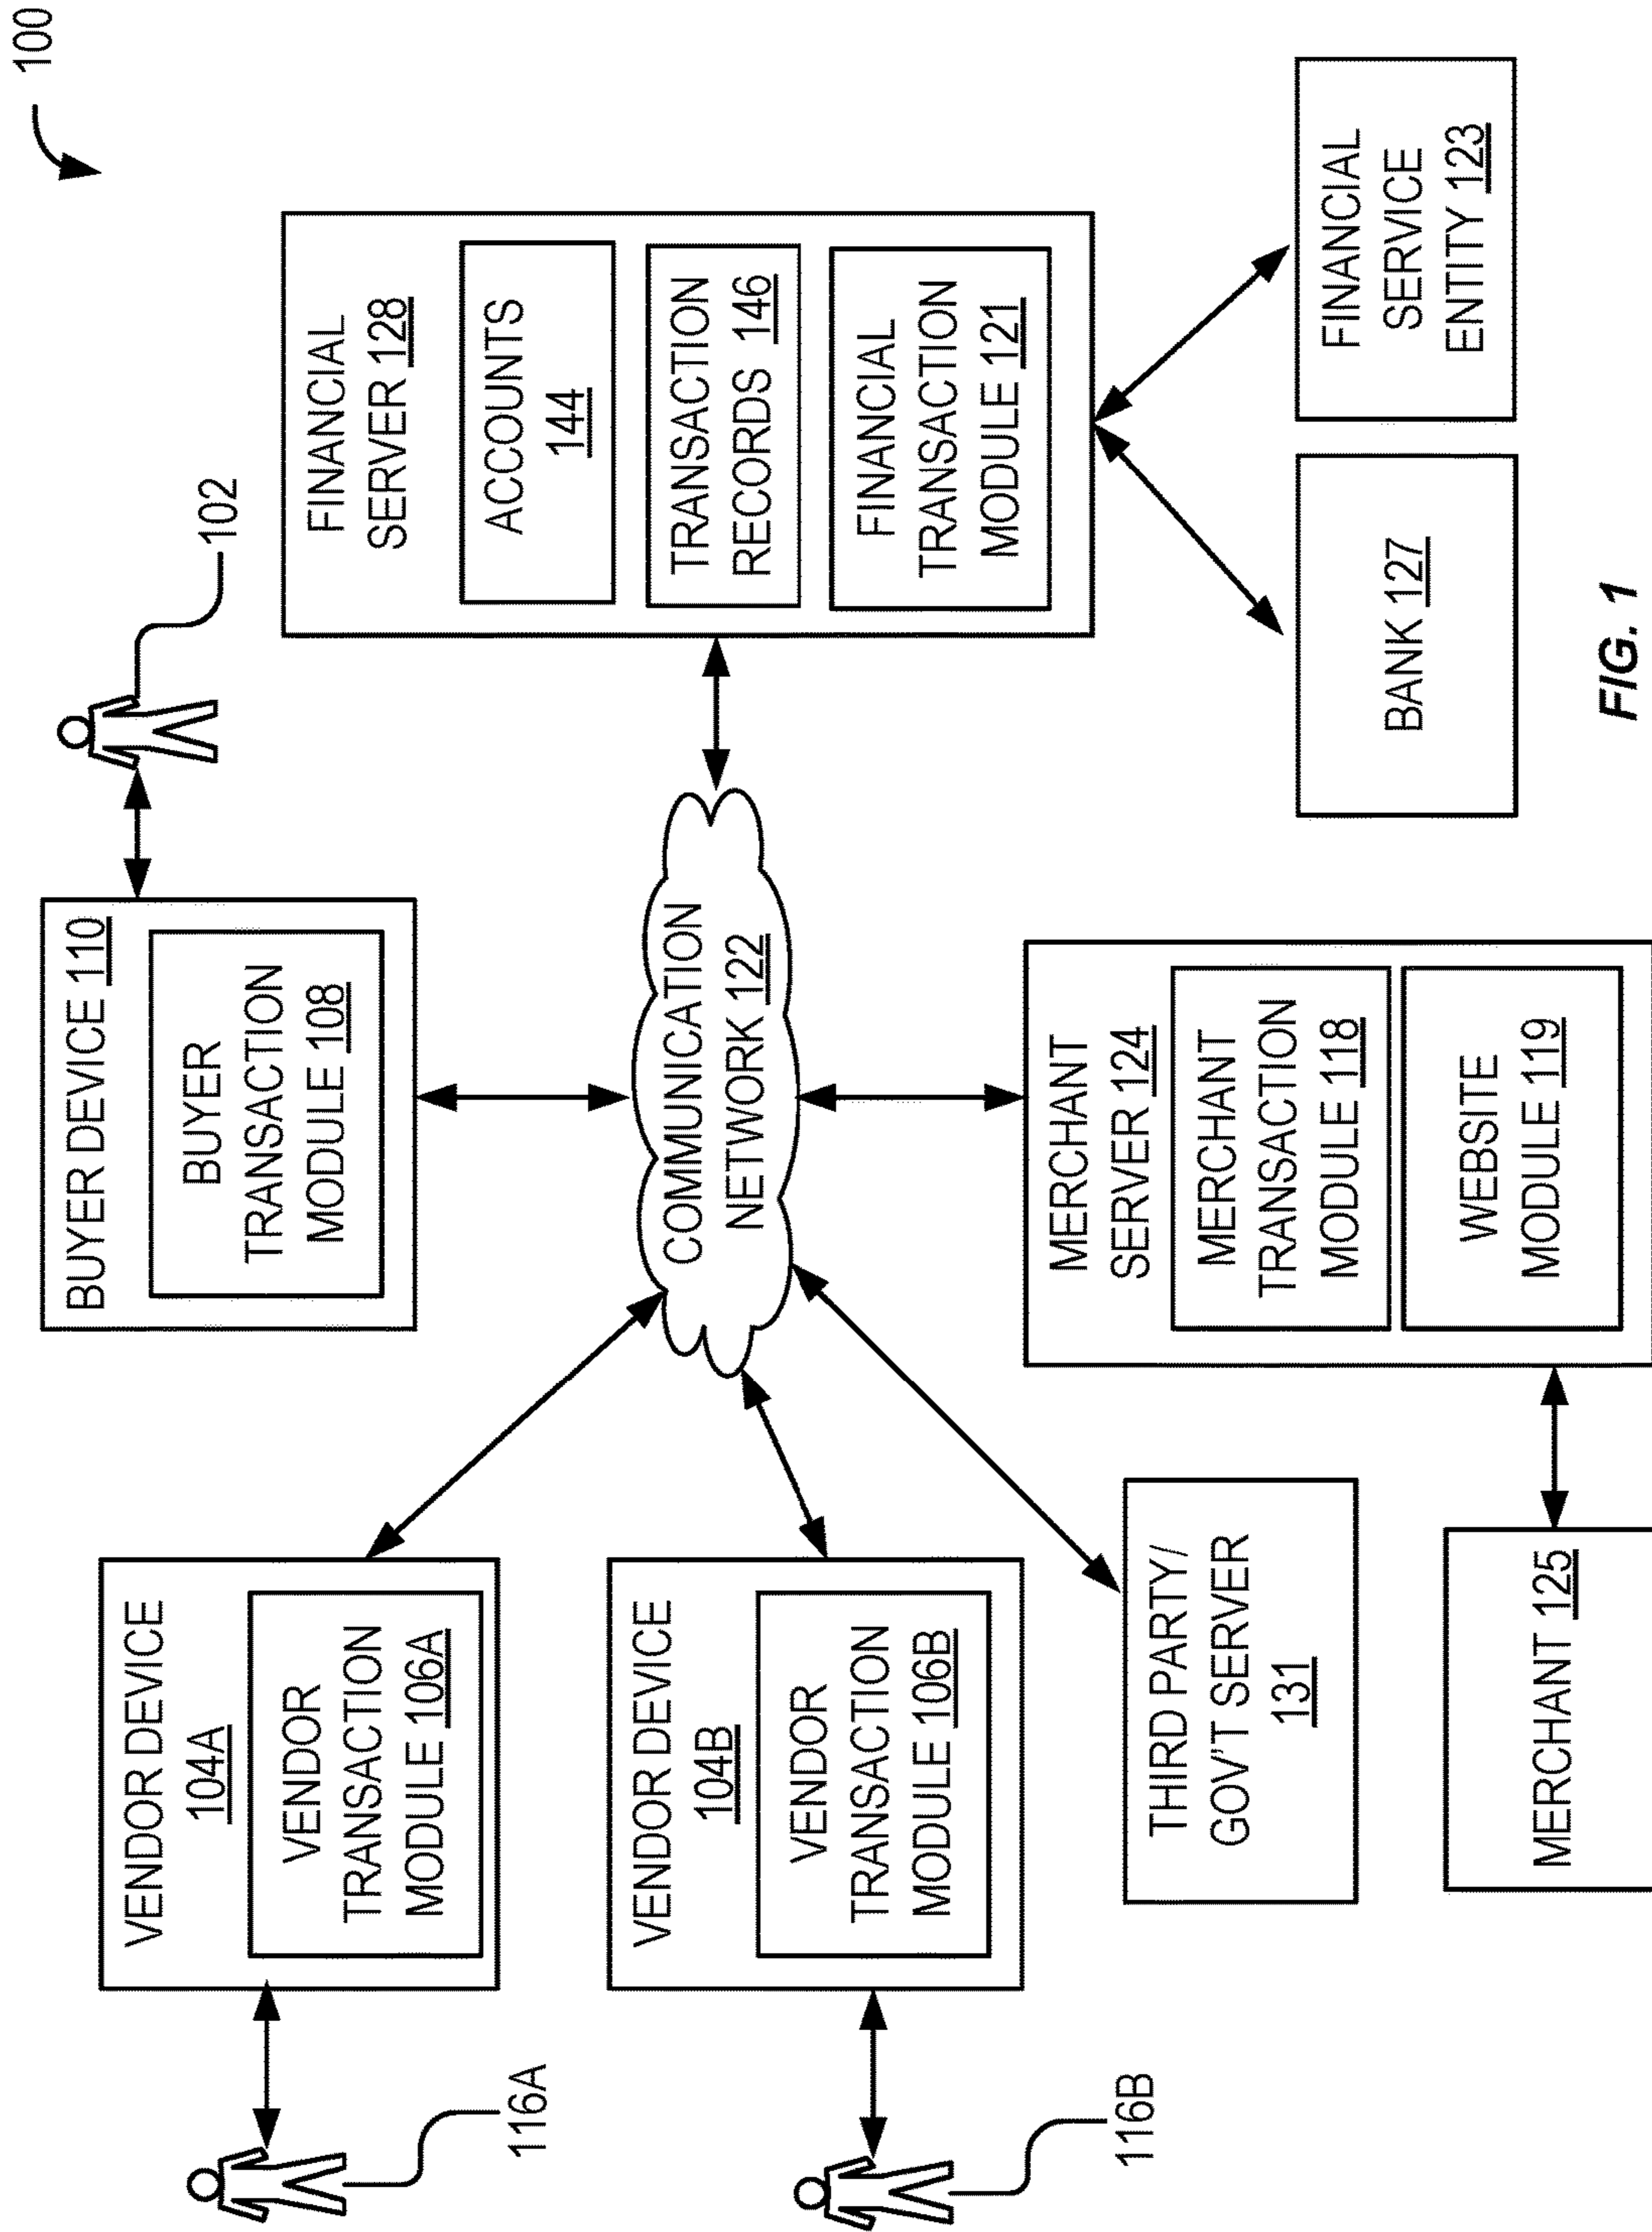 100
102
BUYER DEVICE 110
BUYER
TRANSACTION
MODULE 108
VENDOR DEVICE
104A
VENDOR
TRANSACTION
MODULE 106A
116A
FINANCIAL
SERVER 128
ACCOUNTS
144
TRANSACTION
RECORDS 146
FINANCIAL
TRANSACTION
MODULE 121
COMMUNICATION
NETWORK 122
VENDOR DEVICE
104B
VENDOR
TRANSACTION
MODULE 106B
116B
MERCHANT
SERVER 124
MERCHANT
TRANSACTION
MODULE 118
WEBSITE
MODULE 119
THIRD PARTY/
GOV'T SERVER
131
MERCHANT 125
BANK 127
FINANCIAL
SERVICE
ENTITY 123
FIG. 1